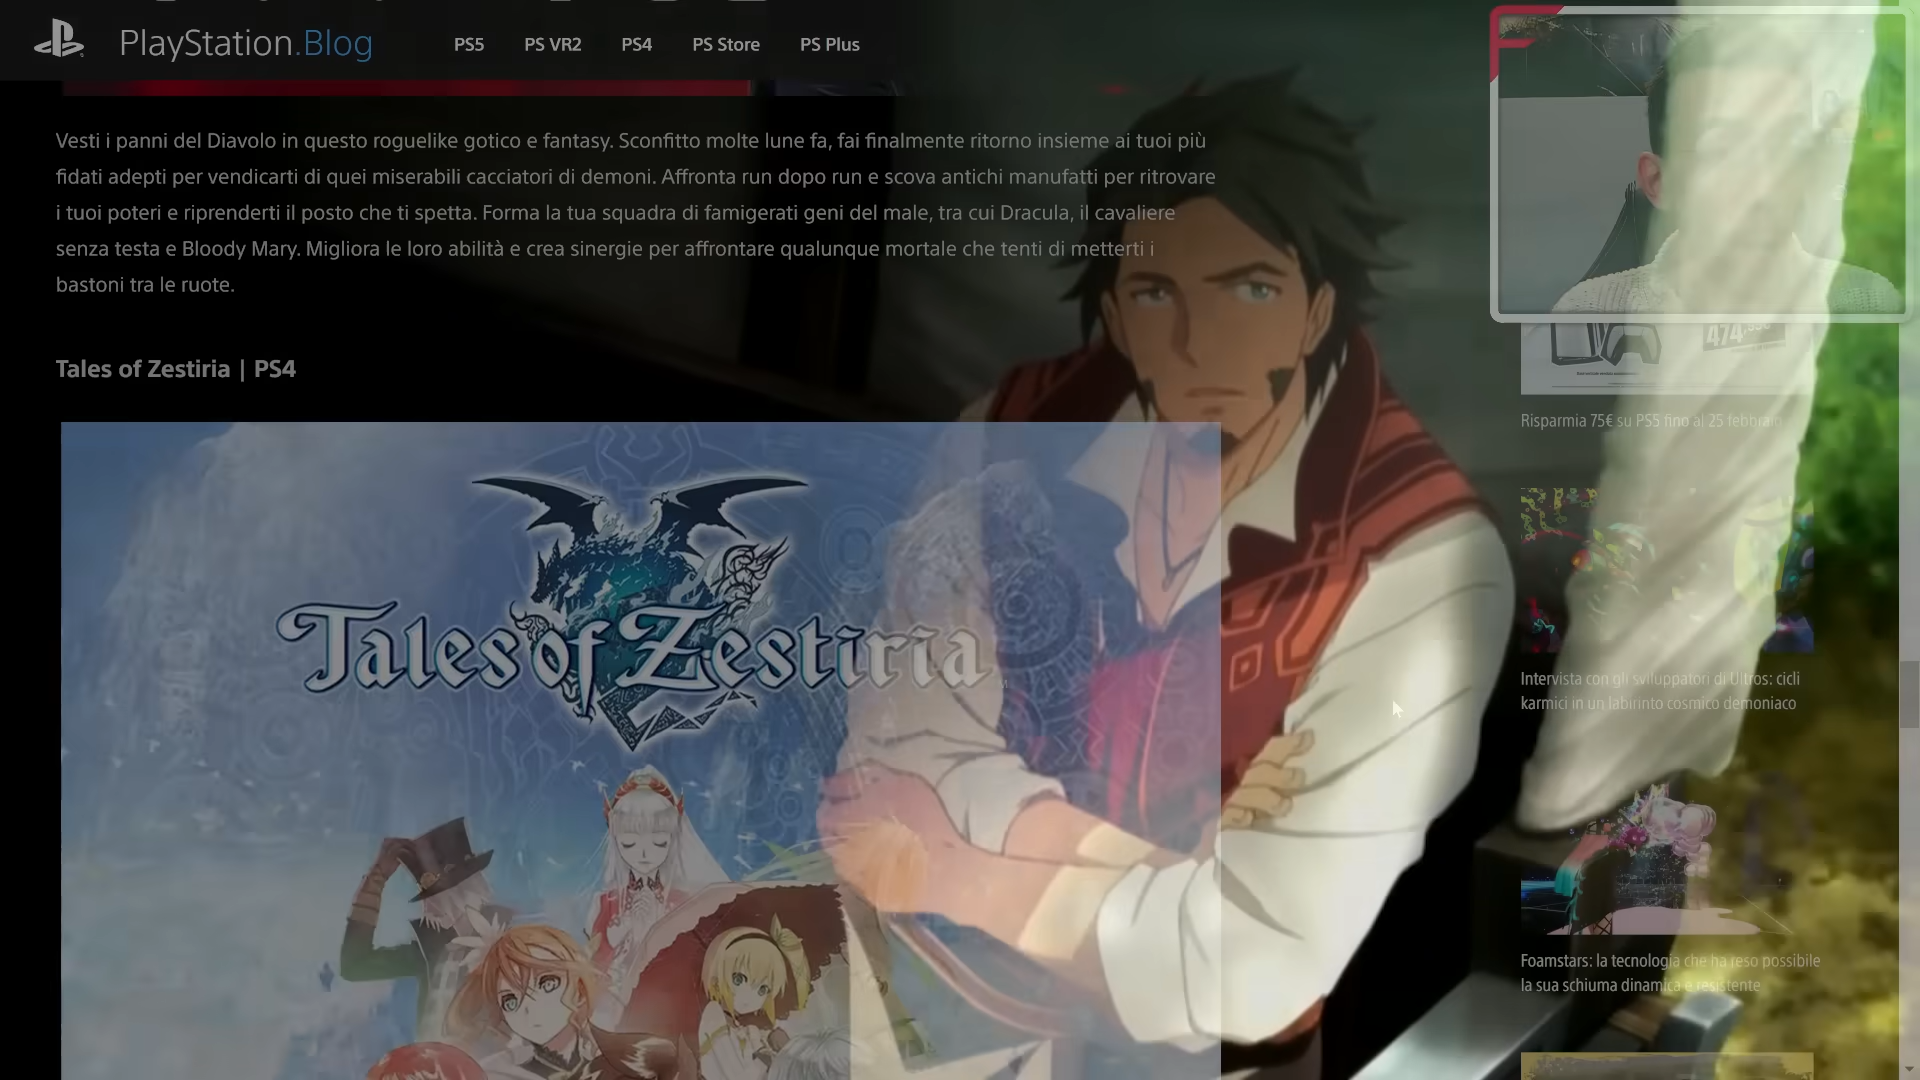 PlayStation.Blog
PS5
PS VR2
PS4
PS Store
PS Plus
Vesti i panni del Diavolo in questo roguelike gotico e fantasy. Sconfitto molte lune fa, fai finalmente ritorno insieme ai tuoi più
fidati adepti per vendicarti di quei miserabili cacciatori di demoni. Affronta run dopo run e scova antichi manufatti per ritrovare
i tuoi poteri e riprenderti il posto che ti spetta. Forma la tua squadra di famigerati geni del male, tra cui Dracula, il cavaliere
senza testa e Bloody Mary. Migliora le loro abilità e crea sinergie per affrontare qualunque mortale che tenti di metterti i
bastoni tra le ruote.
Tales of Zestiria | PS4
Tales of Zestiria
474
Risparmia 75€ su PS5 fino al 25 febbraio
Intervista con gli sviluppatori di Ultros: cicli
karmici in un labirinto cosmico demoniaco
Foamstars: la tecnologia che ha reso possibile
la sua schiuma dinamica e resistente